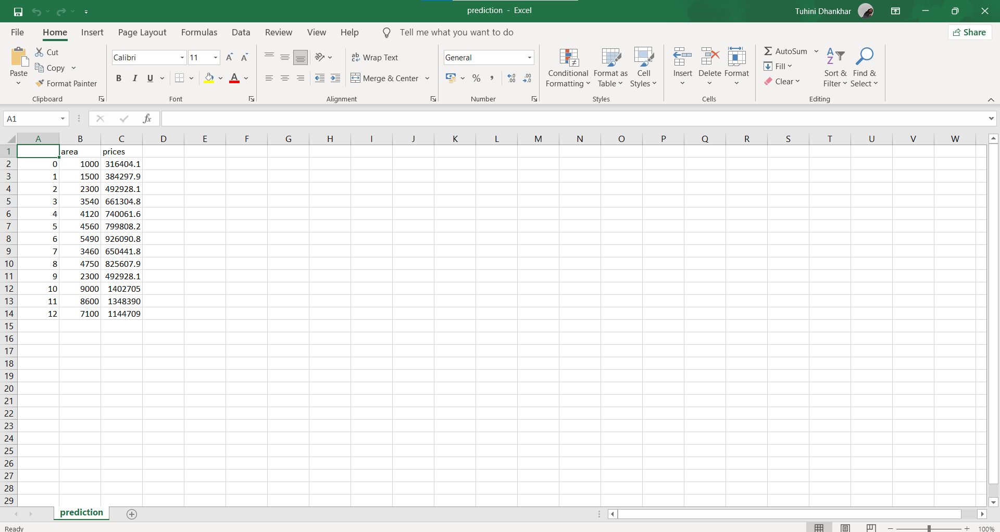 prediction - Excel
Tuhini Dhankhar
File Home Insert Page Layout Formulas Data Review View Help Tell me what you want to do Share
Paste Cut Copy Format Painter Clipboard
Calibri 11 A A B I U A Font
ab Wrap Text Merge & Center Alignment
General % , Number
Conditional Formatting Format as Table Cell Styles Styles
Insert Delete Format Cells
AutoSum Fill Clear Sort & Filter Find & Select Editing
A1 fx
A B C D E F G H I J K L M N O P Q R S T U V W
1 area prices
2 0 1000 316404.1
3 1 1500 384297.9
4 2 2300 492928.1
5 3 3540 661304.8
6 4 4120 740061.6
7 5 4560 799808.2
8 6 5490 926090.8
9 7 3460 650441.8
10 8 4750 825607.9
11 9 2300 492928.1
12 10 9000 1402705
13 11 8600 1348390
14 12 7100 1144709
15
16
17
18
19
20
21
22
23
24
25
26
27
28
29
prediction
Ready 100%